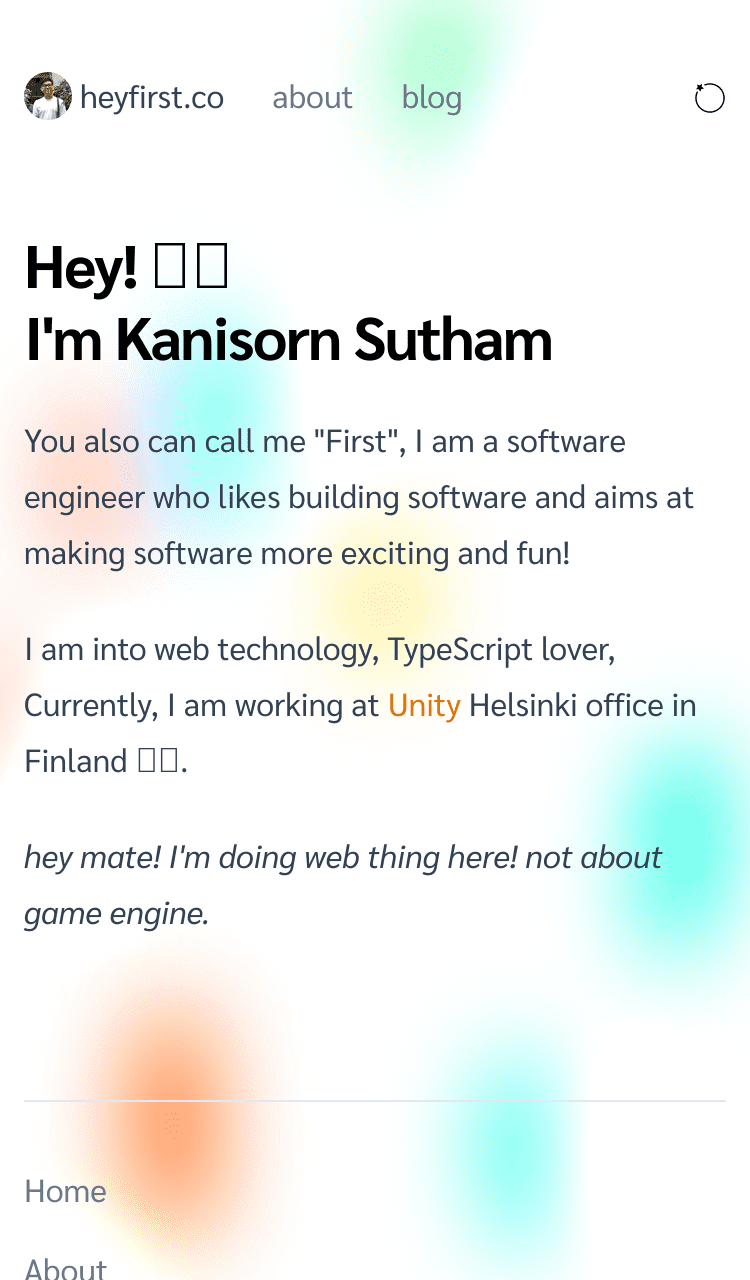 heyfirst.co about blog
Hey!
I'm Kanisorn Sutham
You also can call me "First", I am a software
engineer who likes building software and aims at
making software more exciting and fun!
I am into web technology, TypeScript lover,
Currently, I am working at Unity Helsinki office in
Finland .
hey mate! I'm doing web thing here! not about
game engine.
Home
About